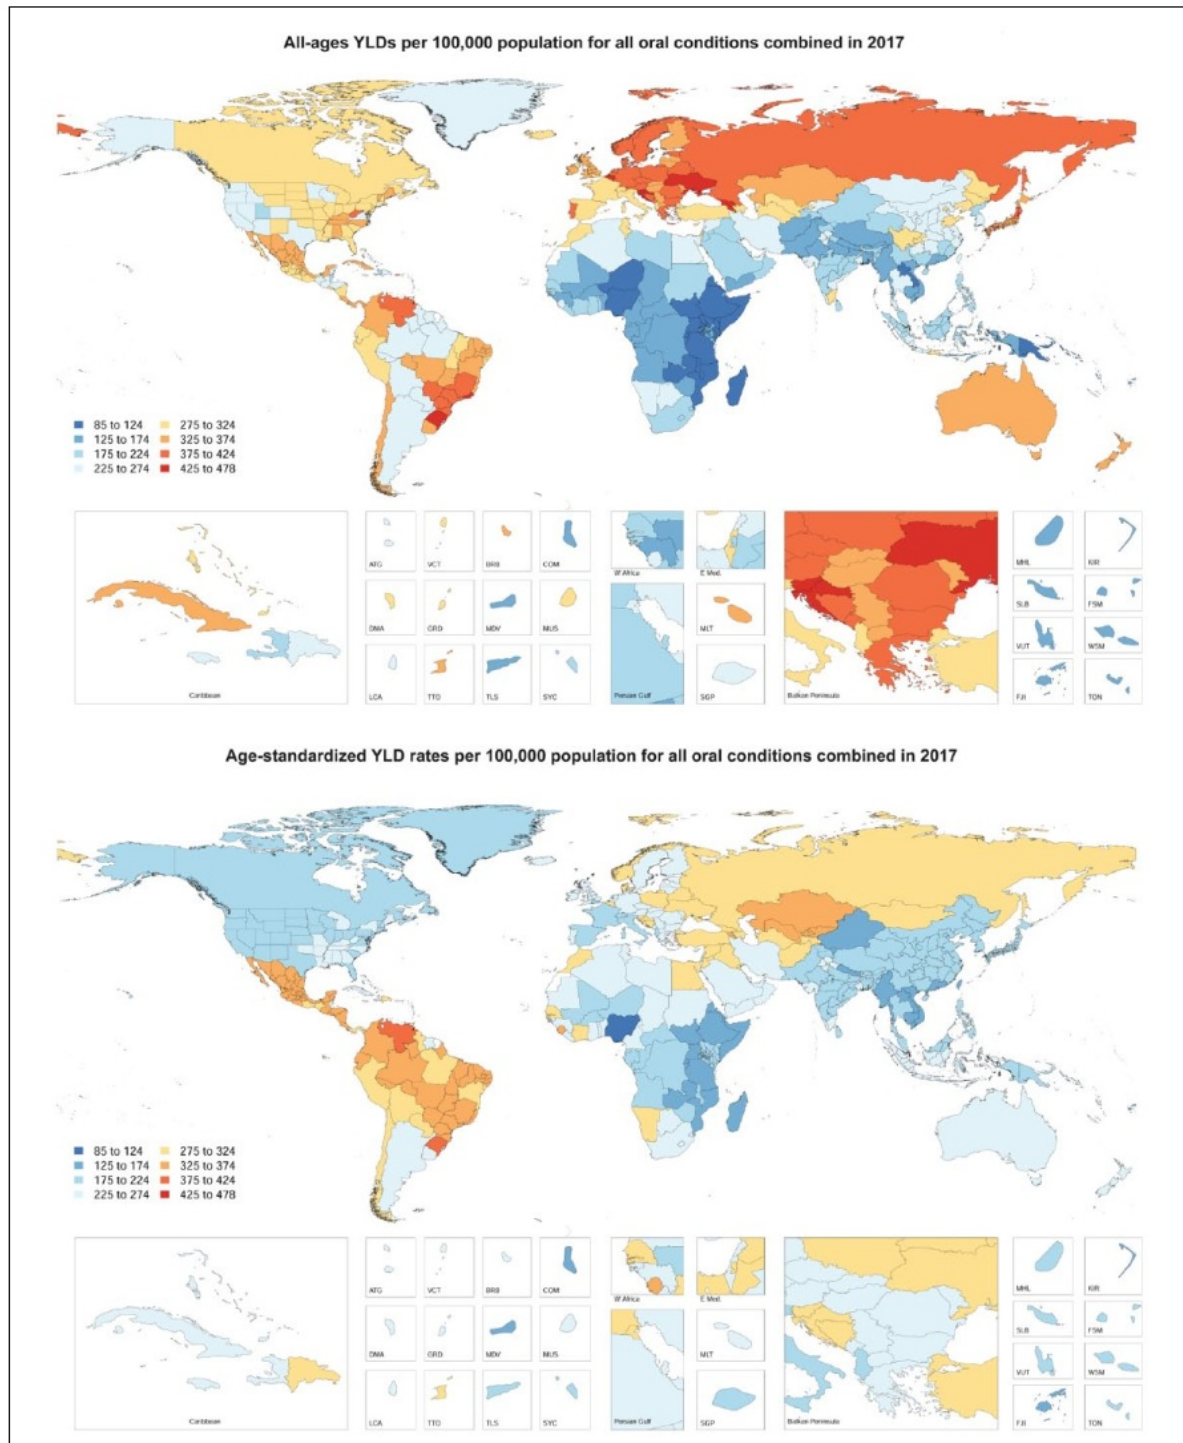 All-ages YLDs per 100,000 population for all oral conditions combined in 2017
85 to 124 275 to 324
125 to 174 325 to 374
175 to 224 375 to 424
225 to 274 425 to 478
Caribbean
ATG VCT BRB COM
DMA GRD MDV MUS
LCA TTO TLS SYC
W Africa E Med.
MLT
Persian Gulf SGP
Balkan Peninsula
MHL KIR
SLB FSM
VUT WSM
FJI TON
Age-standardized YLD rates per 100,000 population for all oral conditions combined in 2017
85 to 124 275 to 324
125 to 174 325 to 374
175 to 224 375 to 424
225 to 274 425 to 478
Caribbean
ATG VCT BRB COM
DMA GRD MDV MUS
LCA TTO TLS SYC
W Africa E Med.
MLT
Persian Gulf SGP
Balkan Peninsula
MHL KIR
SLB FSM
VUT WSM
FJI TON